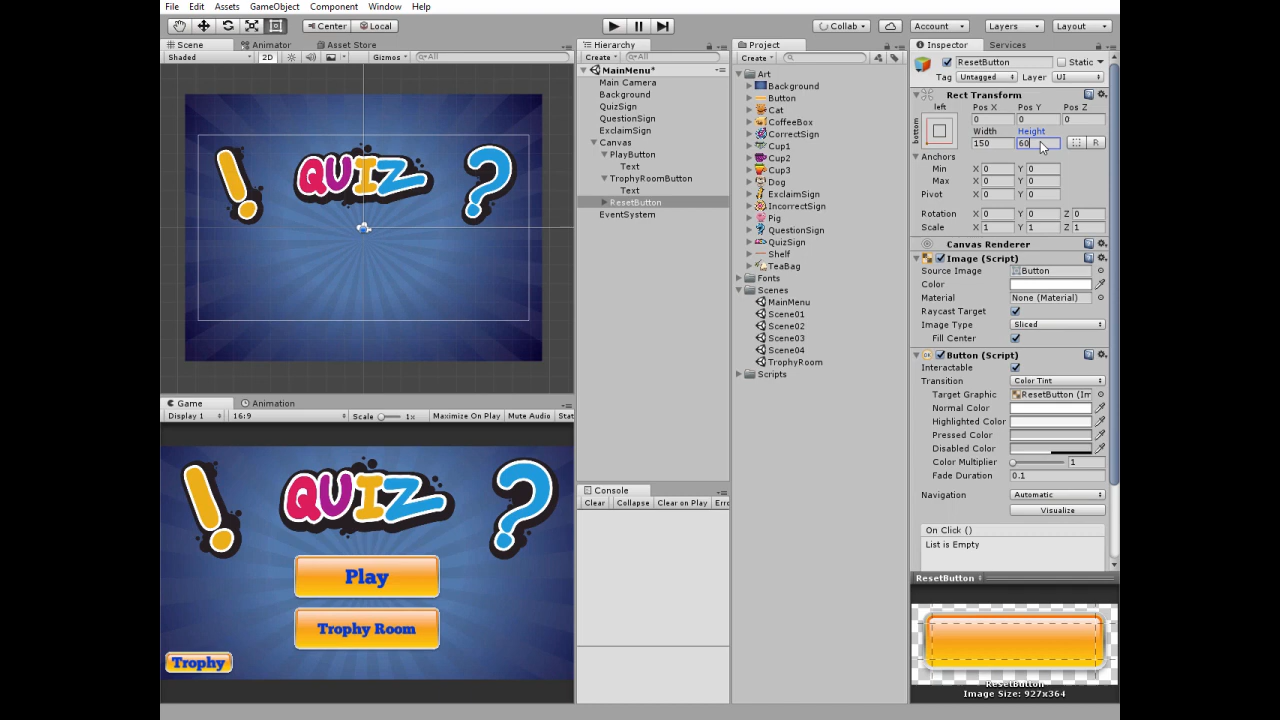 File Edit Assets GameObject Component Window Help
Center Local Collab Account Layers Layout
Scene Animator Asset Store
Shaded 2D Gizmos All
QUIZ
! ?
Game Animation
Display 1 16:9 Scale 1x Maximize On Play Mute Audio Stat
! QUIZ ?
Play
Trophy Room
Trophy
Hierarchy
Create All
MainMenu*
Main Camera
Background
QuizSign
QuestionSign
ExclaimSign
Canvas
PlayButton
Text
TrophyRoomButton
Text
ResetButton
EventSystem
Console
Clear Collapse Clear on Play Erro
Project
Create
Art
Background
Button
Cat
CoffeeBox
CorrectSign
Cup1
Cup2
Cup3
Dog
ExclaimSign
IncorrectSign
Pig
QuestionSign
QuizSign
Shelf
TeaBag
Fonts
Scenes
MainMenu
Scene01
Scene02
Scene03
Scene04
TrophyRoom
Scripts
Inspector Services
ResetButton Static
Tag Untagged Layer UI
Rect Transform
left Pos X Pos Y Pos Z
bottom 0 0 0
Width Height
150 60 R
Anchors
Min X 0 Y 0
Max X 0 Y 0
Pivot X 0 Y 0
Rotation X 0 Y 0 Z 0
Scale X 1 Y 1 Z 1
Canvas Renderer
Image (Script)
Source Image Button
Color
Material None (Material)
Raycast Target
Image Type Sliced
Fill Center
Button (Script)
Interactable
Transition Color Tint
Target Graphic ResetButton (Im
Normal Color
Highlighted Color
Pressed Color
Disabled Color
Color Multiplier 1
Fade Duration 0.1
Navigation Automatic
Visualize
On Click ()
List is Empty
ResetButton
ResetButton
Image Size: 927x364